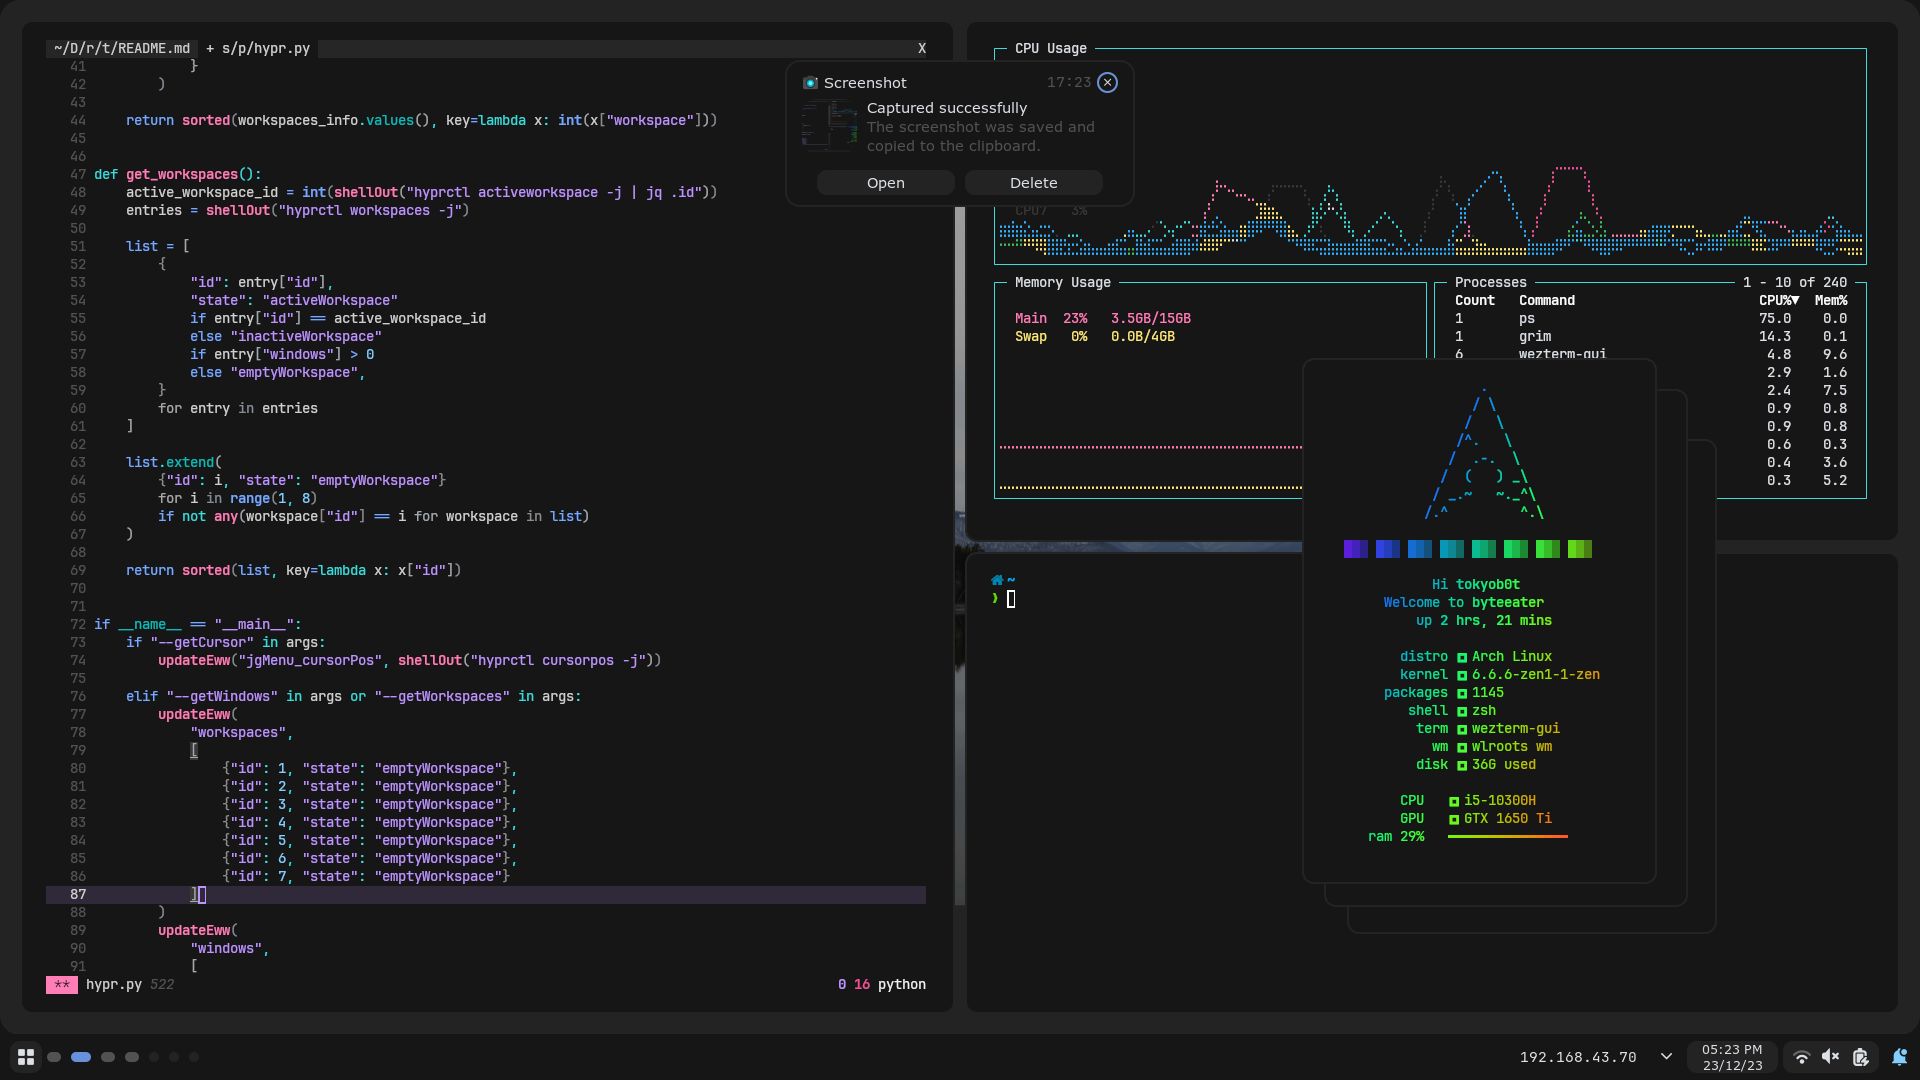 ~/D/r/t/README.md + s/p/hypr.py X
41 }
42 )
43
44 return sorted(workspaces_info.values(), key=lambda x: int(x["workspace"]))
45
46
47 def get_workspaces():
48 active_workspace_id = int(shellOut("hyprctl activeworkspace -j | jq .id"))
49 entries = shellOut("hyprctl workspaces -j")
50
51 list = [
52 {
53 "id": entry["id"],
54 "state": "activeWorkspace"
55 if entry["id"] == active_workspace_id
56 else "inactiveWorkspace"
57 if entry["windows"] > 0
58 else "emptyWorkspace",
59 }
60 for entry in entries
61 ]
62
63 list.extend(
64 {"id": i, "state": "emptyWorkspace"}
65 for i in range(1, 8)
66 if not any(workspace["id"] == i for workspace in list)
67 )
68
69 return sorted(list, key=lambda x: x["id"])
70
71
72 if __name__ == "__main__":
73 if "--getCursor" in args:
74 updateEww("jgMenu_cursorPos", shellOut("hyprctl cursorpos -j"))
75
76 elif "--getWindows" in args or "--getWorkspaces" in args:
77 updateEww(
78 "workspaces",
79 [
80 {"id": 1, "state": "emptyWorkspace"},
81 {"id": 2, "state": "emptyWorkspace"},
82 {"id": 3, "state": "emptyWorkspace"},
83 {"id": 4, "state": "emptyWorkspace"},
84 {"id": 5, "state": "emptyWorkspace"},
85 {"id": 6, "state": "emptyWorkspace"},
86 {"id": 7, "state": "emptyWorkspace"}
87 ]
88 )
89 updateEww(
90 "windows",
91 [
** hypr.py 522 0 16 python
Screenshot 17:23
Captured successfully
The screenshot was saved and
copied to the clipboard.
Open Delete
CPU Usage
CPU7 3%
Memory Usage
Main 23% 3.5GB/15GB
Swap 0% 0.0B/4GB
Processes 1 - 10 of 240
Count Command CPU%▼ Mem%
1 ps 75.0 0.0
1 grim 14.3 0.1
6 wezterm-gui 4.8 9.6
2.9 1.6
2.4 7.5
0.9 0.8
0.9 0.8
0.6 0.3
0.4 3.6
0.3 5.2
~
❯
Hi tokyob0t
Welcome to byteeater
up 2 hrs, 21 mins
distro Arch Linux
kernel 6.6.6-zen1-1-zen
packages 1145
shell zsh
term wezterm-gui
wm wlroots wm
disk 36G used
CPU i5-10300H
GPU GTX 1650 Ti
ram 29%
192.168.43.70
05:23 PM
23/12/23